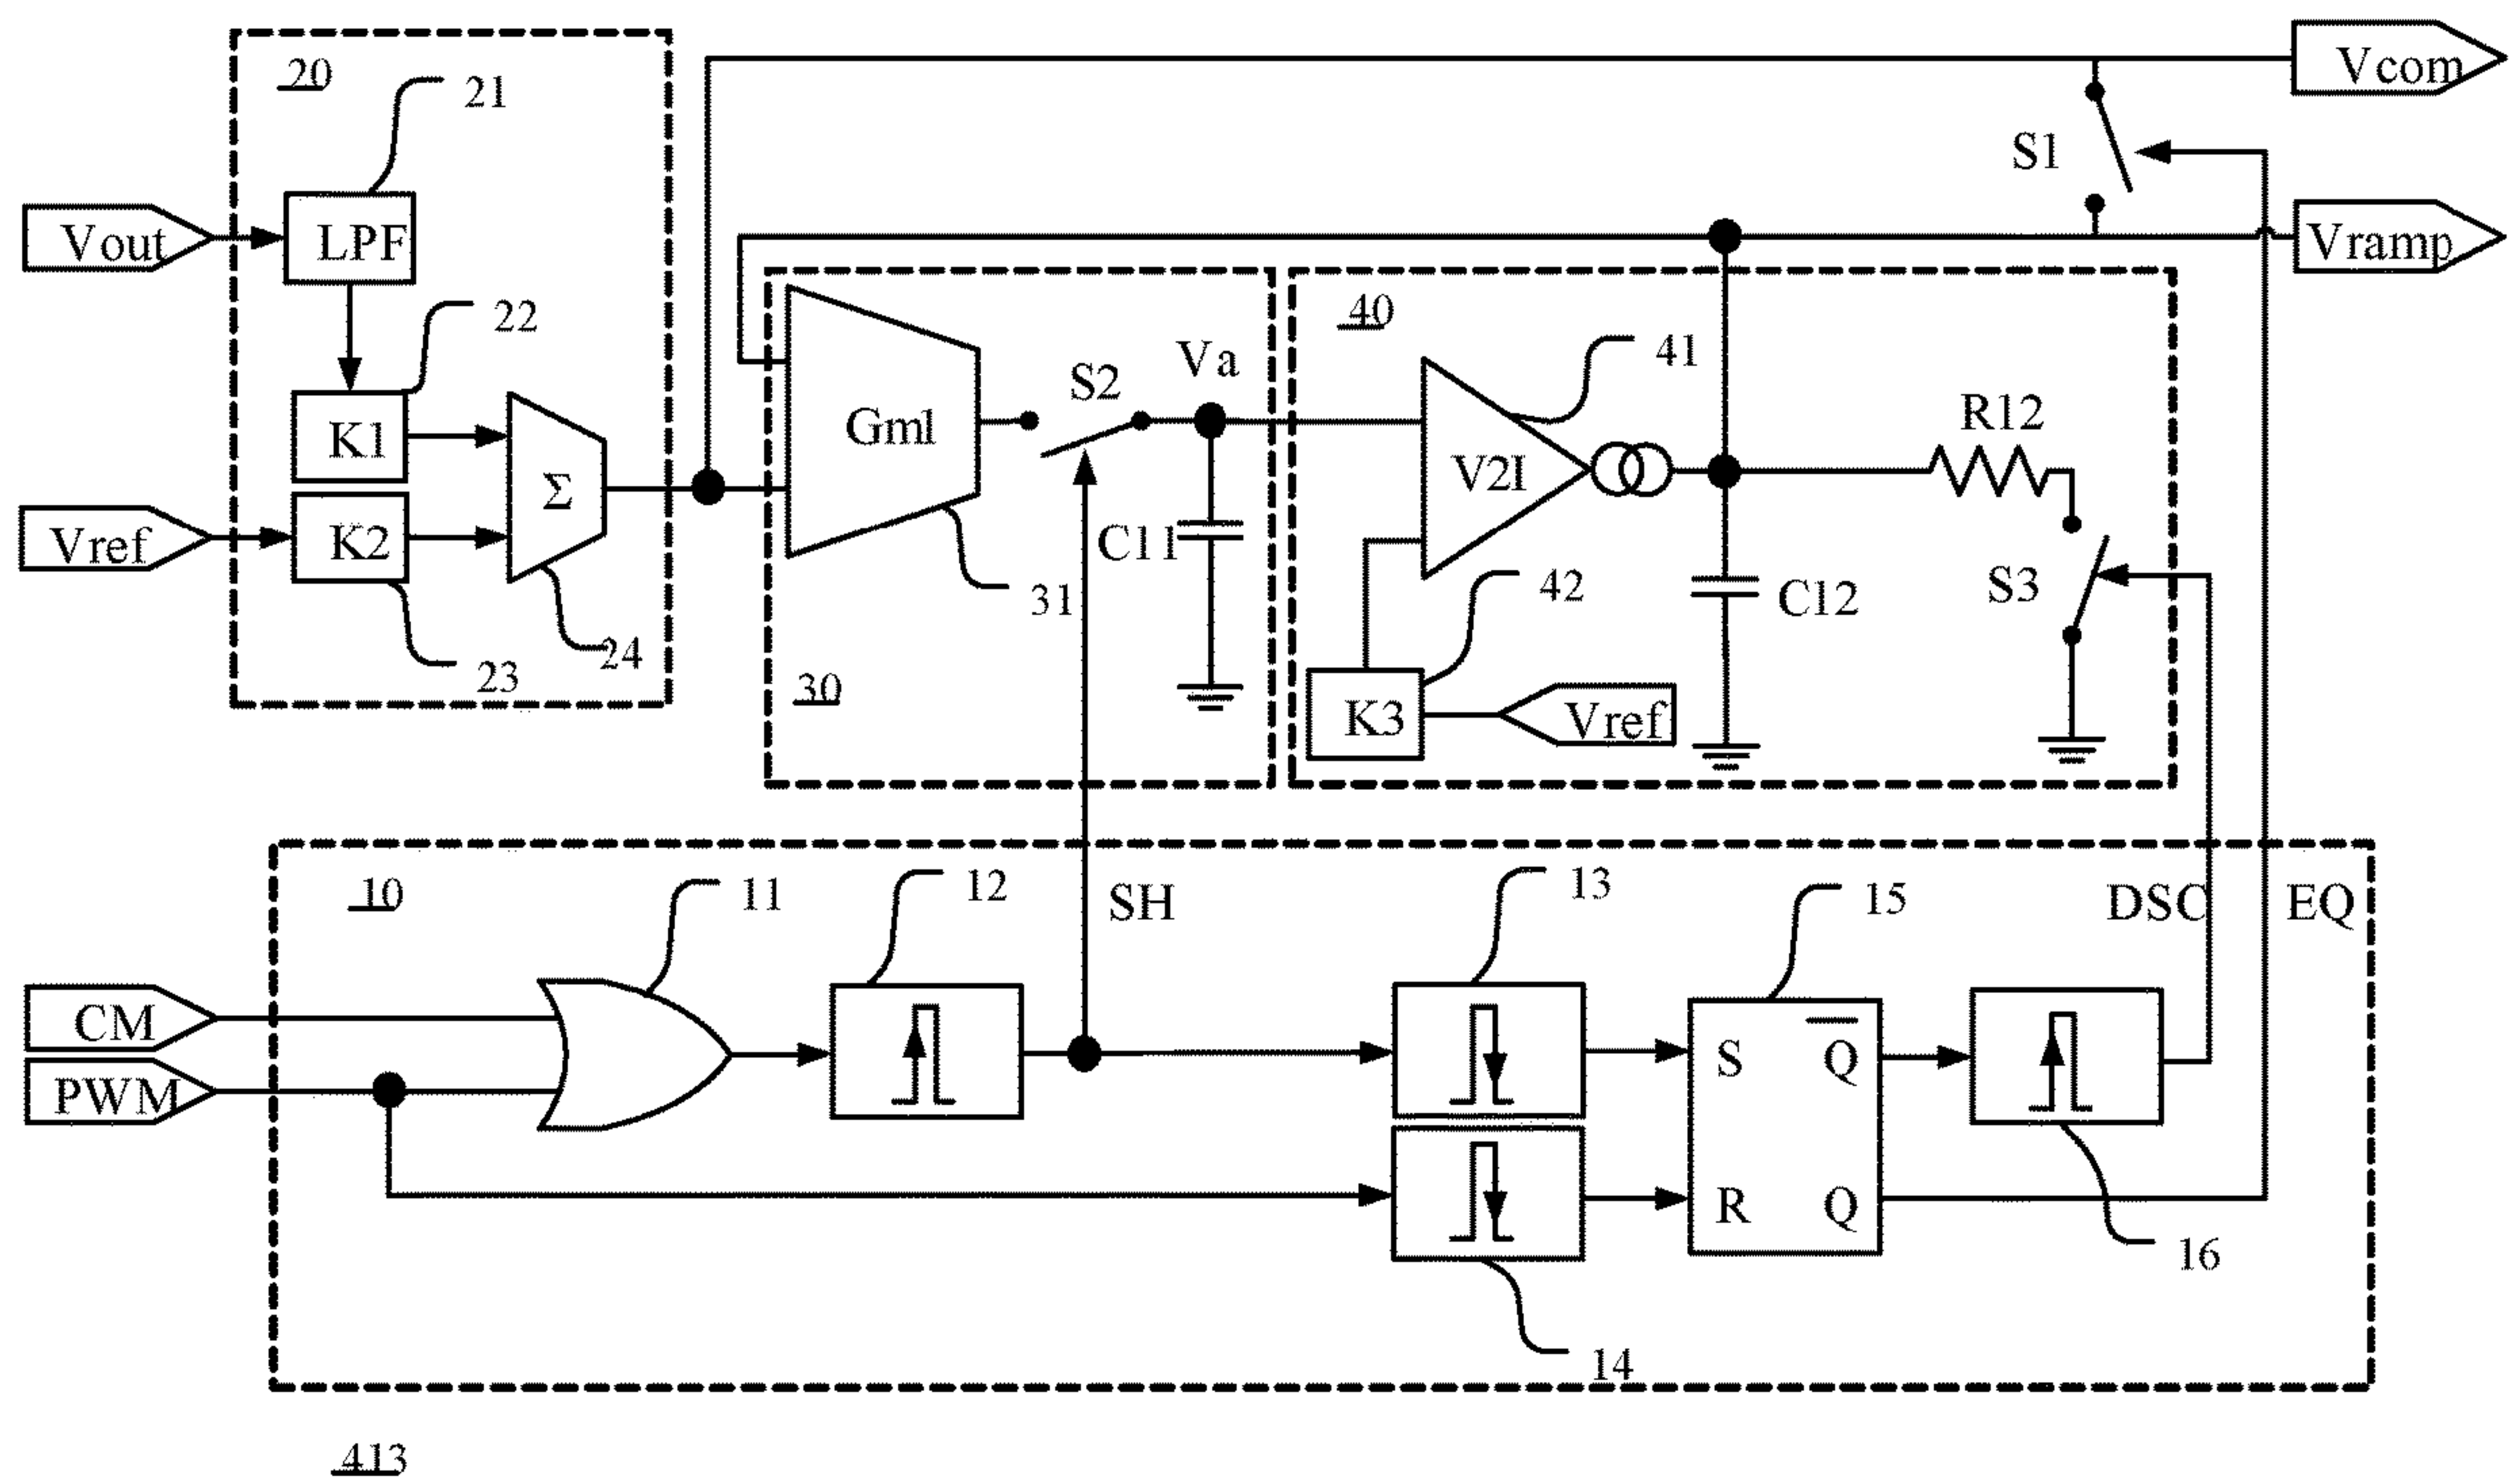 Vcom
20
21
S1
Vout
LPF
Vramp
22
40
41
Va
S2
R12
K1
Gm1
V2I
Σ
Vref
K2
C11
31
42
S3
C12
24
23
30
K3
Vref
10
11
12
SH
13
15
DSC
EQ
CM
S
Q
PWM
R
Q
16
14
413